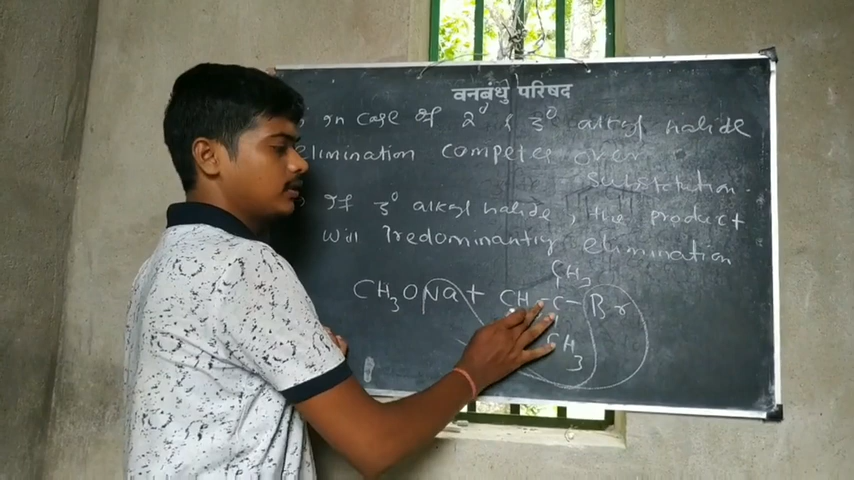 वनबंधु परिषद
in case of 2° & 3° alkyl halide
elimination competes over
substitution.
If 3° alkyl halide, the product
will Predominantly elimination
CH3
CH3ONa + CH C - Br
CH3